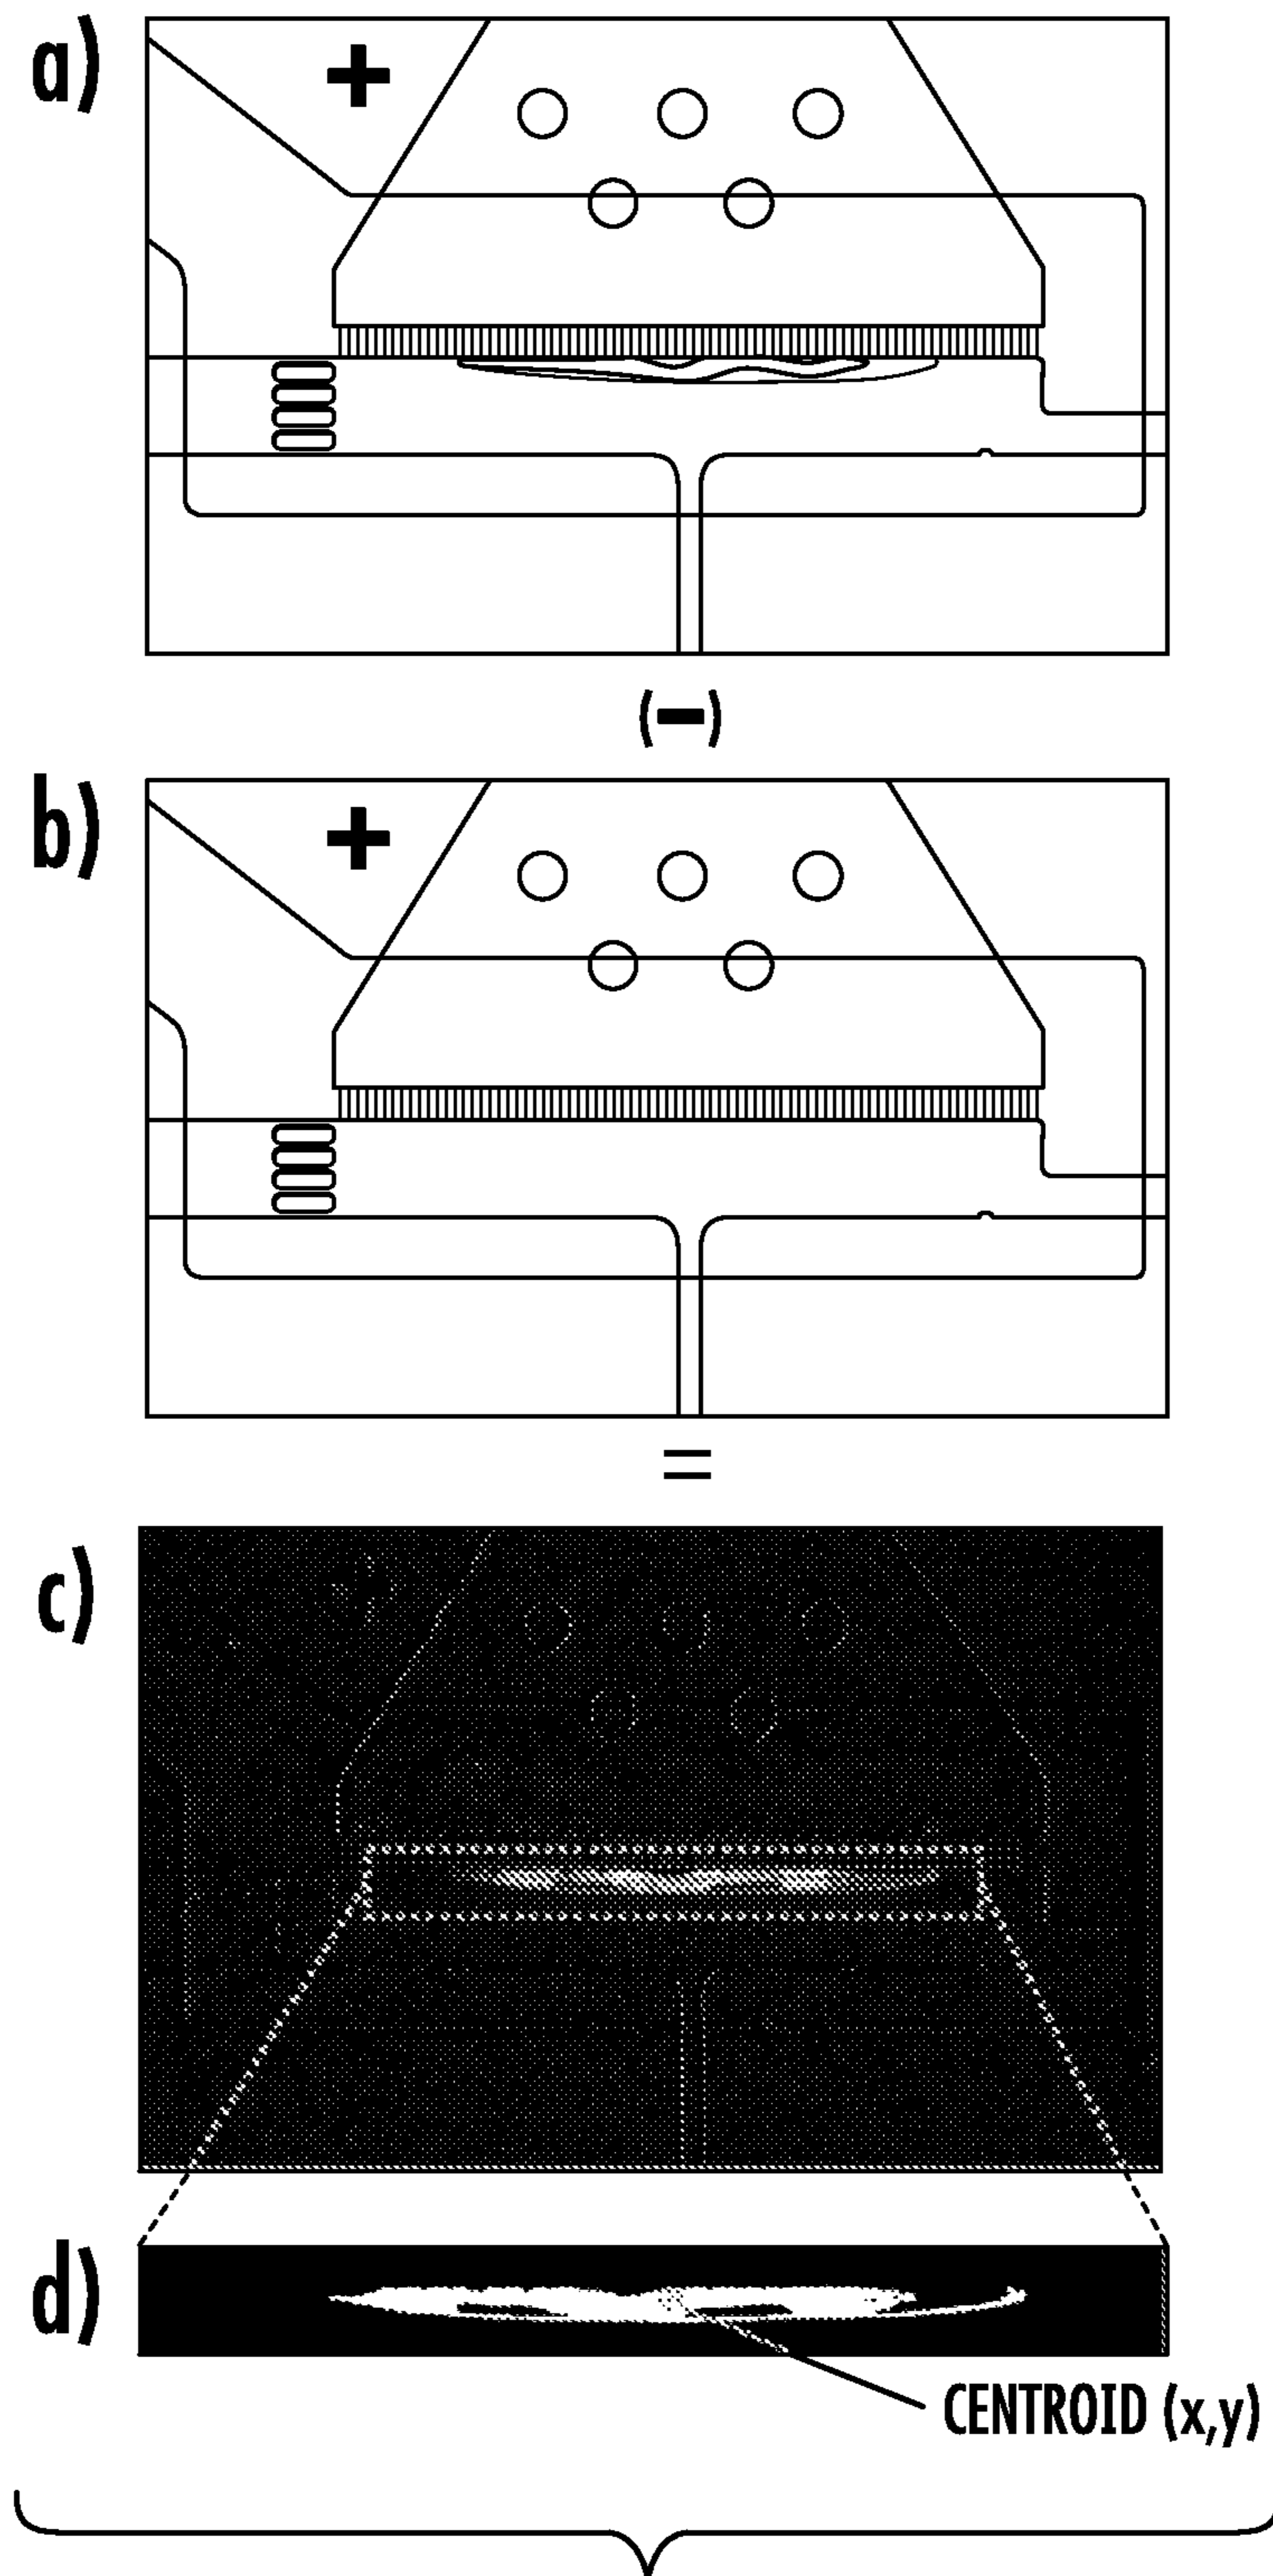 a)
+
(-)
b)
+
=
c)
d)
CENTROID (x,y)